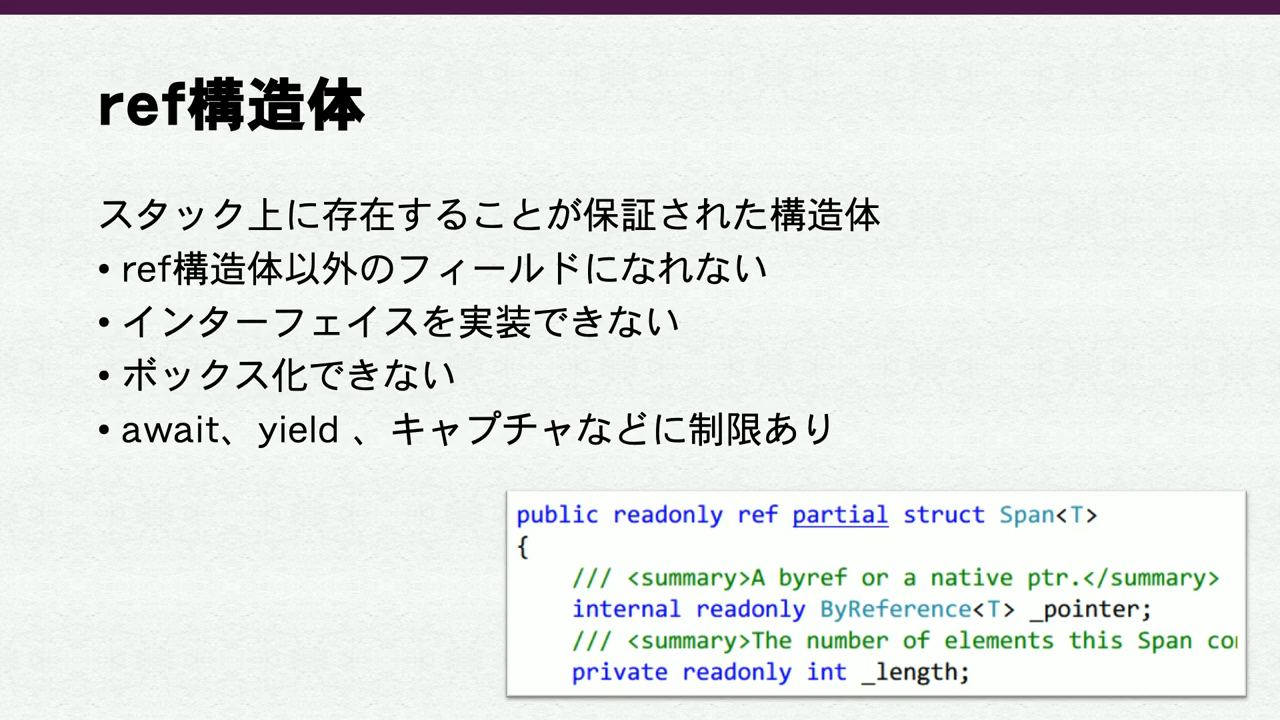 ref構造体
スタック上に存在することが保証された構造体
• ref構造体以外のフィールドになれない
• インターフェイスを実装できない
• ボックス化できない
• await、yield 、キャプチャなどに制限あり
public readonly ref partial struct Span<T>
{
/// <summary>A byref or a native ptr.</summary>
internal readonly ByReference<T> _pointer;
/// <summary>The number of elements this Span
private readonly int _length;